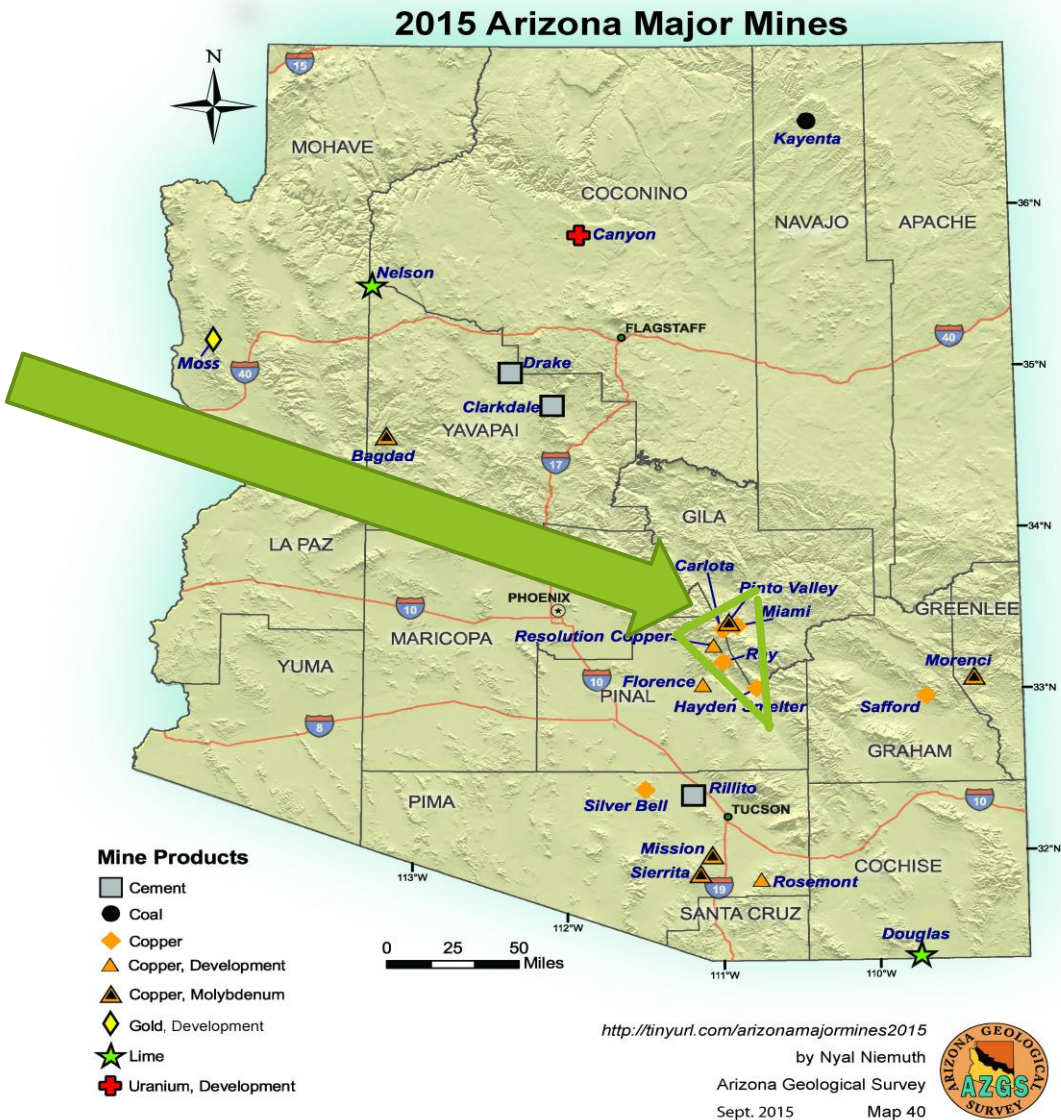 2015 Arizona Major Mines
N
15
MOHAVE
Kayenta
COCONINO
NAVAJO
APACHE
36°N
Canyon
Nelson
FLAGSTAFF
40
Moss
40
35°N
Drake
Clarkdale
YAVAPAI
Bagdad
17
GILA
34°N
LA PAZ
Carlota
Pinto Valley
Miami
PHOENIX
10
GREENLEE
MARICOPA
Resolution Copper
Ray
Morenci
YUMA
10
PINAL
Florence
33°N
Hayden Smelter
Safford
8
GRAHAM
PIMA
Silver Bell
Rillito
TUCSON
10
Mission
32°N
Sierrita
19
Rosemont
COCHISE
SANTA CRUZ
Douglas
113°W
112°W
111°W
110°W
Mine Products
Cement
Coal
Copper
Copper, Development
Copper, Molybdenum
Gold, Development
Lime
Uranium, Development
0 25 50
Miles
http://tinyurl.com/arizonamajormines2015
by Nyal Niemuth
Arizona Geological Survey
Sept. 2015 Map 40
ARIZONA GEOLOGICAL
AZGS
SURVEY